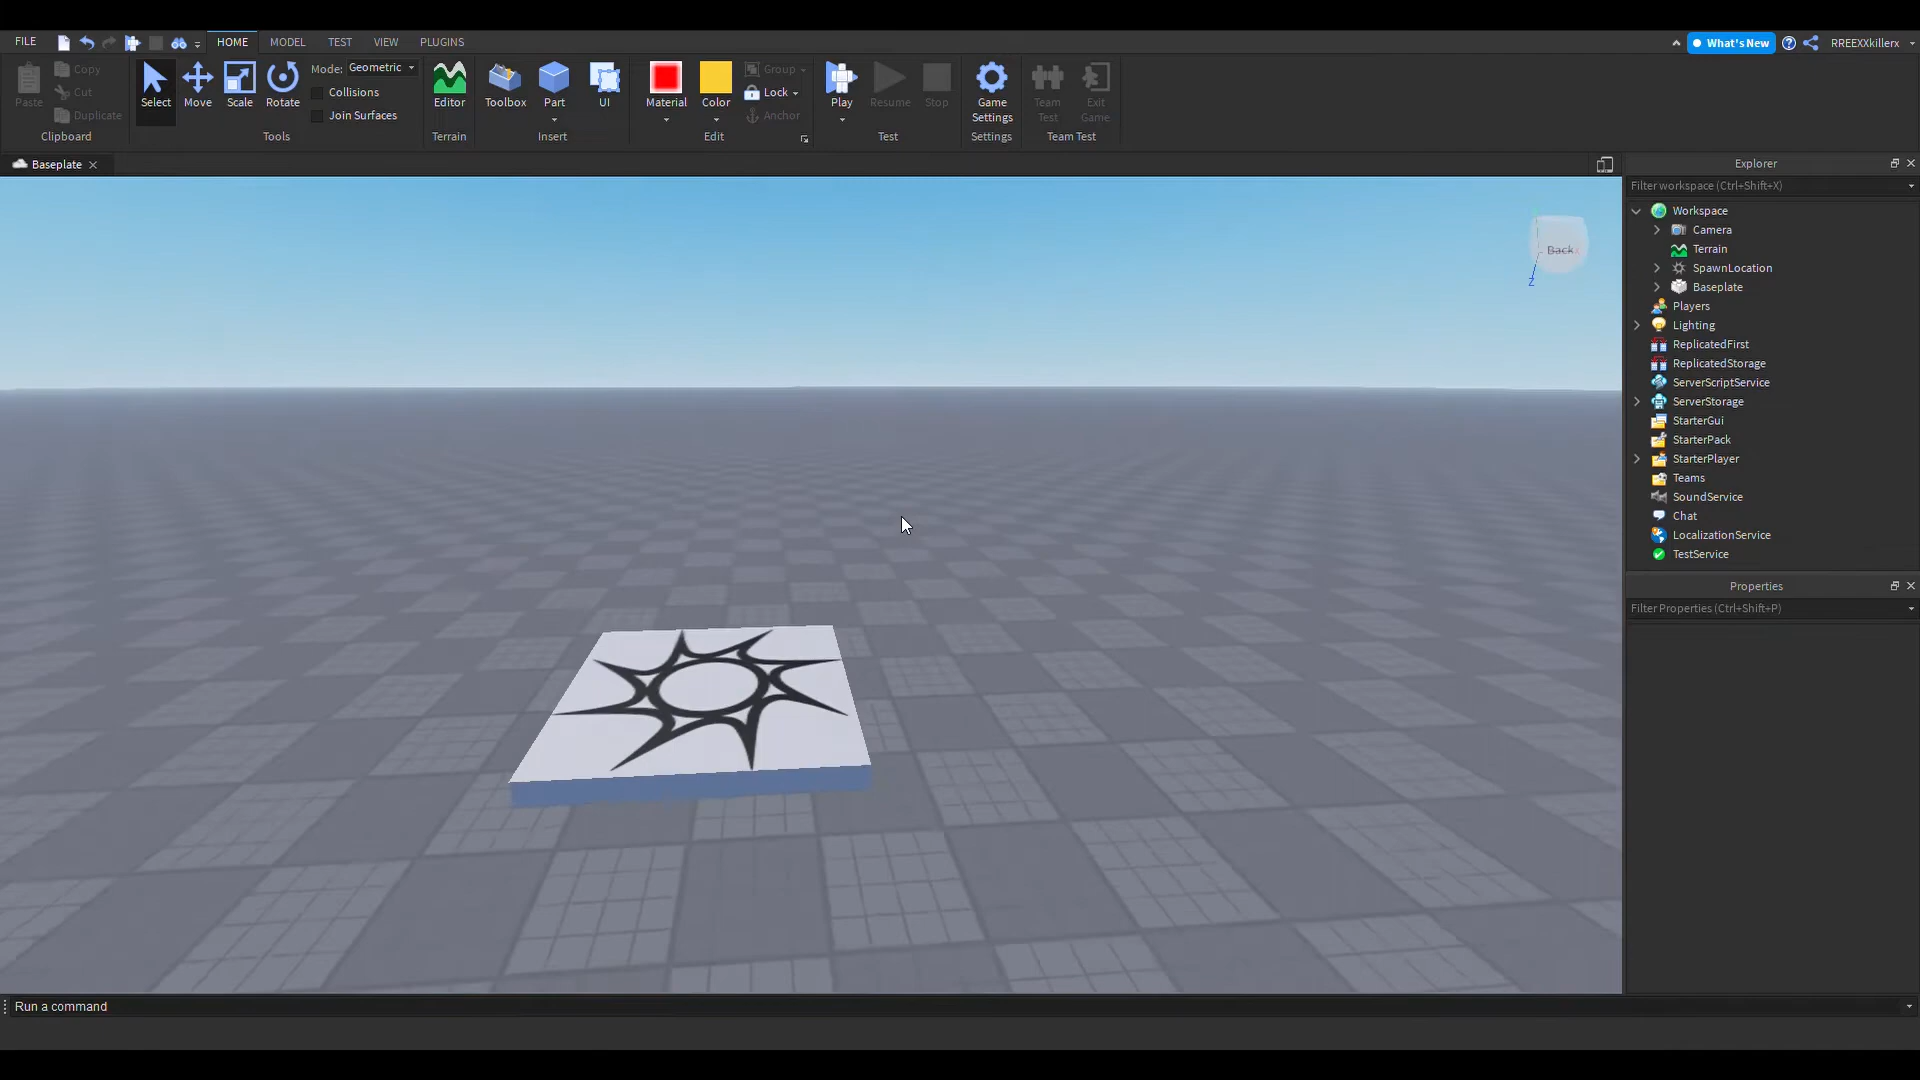 FILE
HOME
MODEL
TEST
VIEW
PLUGINS
What's New
RREEXXkillerx
Paste
Copy
Cut
Duplicate
Clipboard
Select
Move
Scale
Rotate
Mode: Geometric
Collisions
Join Surfaces
Tools
Editor
Terrain
Toolbox
Part
UI
Insert
Material
Color
Group
Lock
Anchor
Edit
Play
Resume
Stop
Test
Game
Settings
Settings
Team
Test
Exit
Game
Team Test
Baseplate
Back
Z
Explorer
Filter workspace (Ctrl+Shift+X)
Workspace
Camera
Terrain
SpawnLocation
Baseplate
Players
Lighting
ReplicatedFirst
ReplicatedStorage
ServerScriptService
ServerStorage
StarterGui
StarterPack
StarterPlayer
Teams
SoundService
Chat
LocalizationService
TestService
Properties
Filter Properties (Ctrl+Shift+P)
Run a command